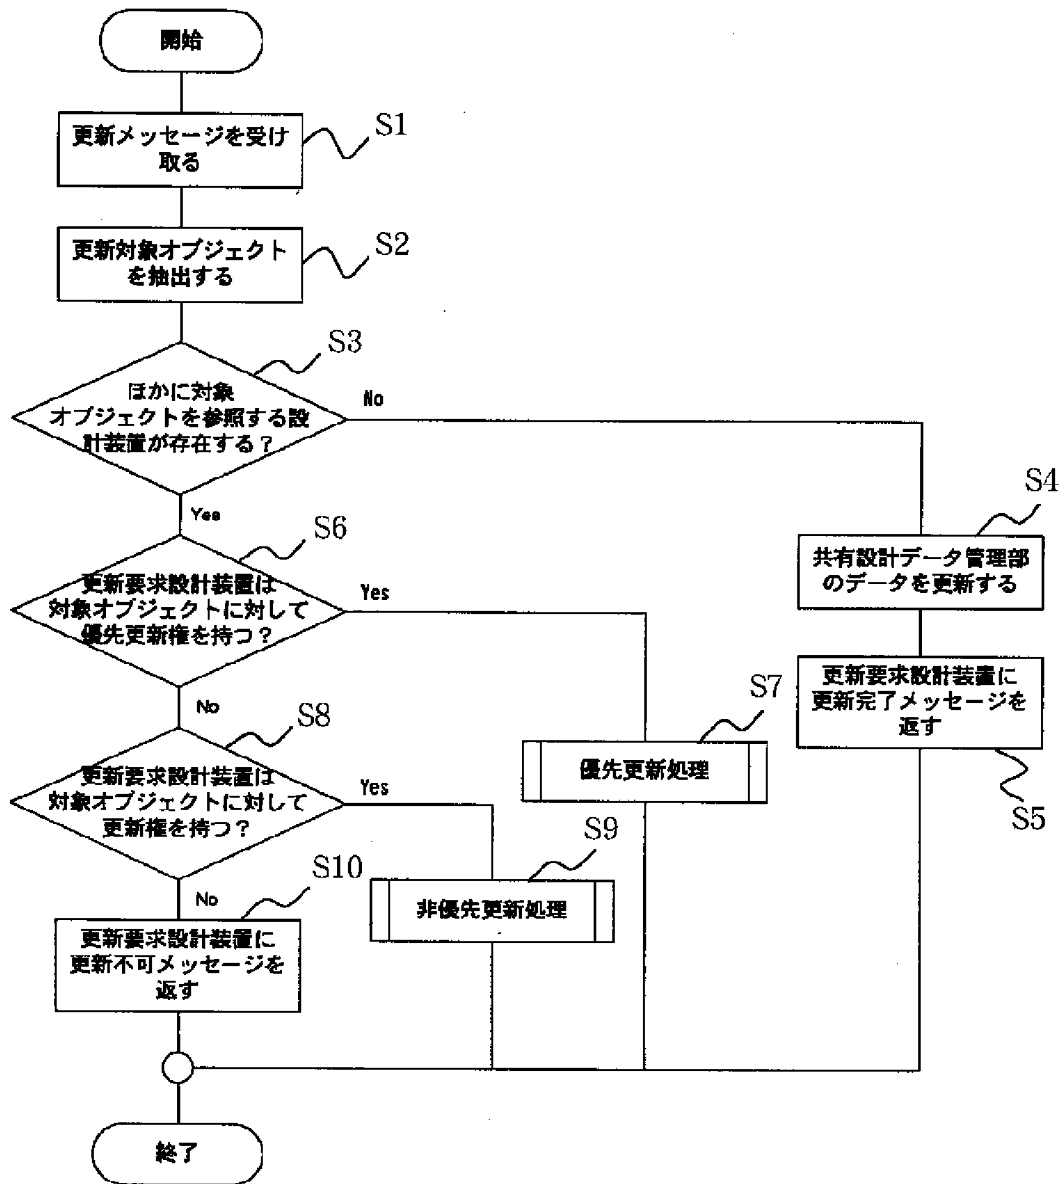 開始
更新メッセージを受け
取る
S1
更新対象オブジェクト
を抽出する
S2
S3
ほかに対象
オブジェクトを参照する設
計装置が存在する？
No
Yes
S4
共有設計データ管理部
のデータを更新する
S6
更新要求設計装置は
対象オブジェクトに対して
優先更新権を持つ？
Yes
No
更新要求設計装置に
更新完了メッセージを
返す
S5
S7
優先更新処理
S8
更新要求設計装置は
対象オブジェクトに対して
更新権を持つ？
Yes
No
S9
非優先更新処理
S10
更新要求設計装置に
更新不可メッセージを
返す
終了